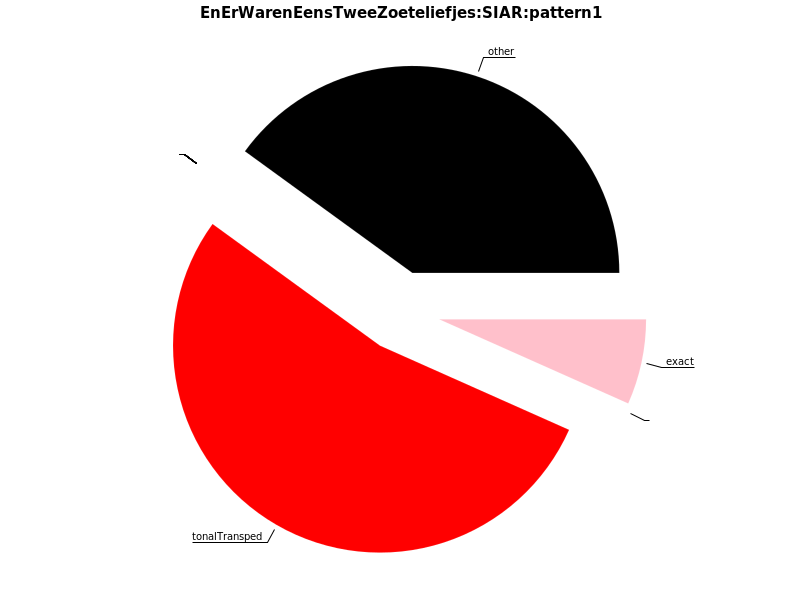 EnErWarenEensTweeZoeteliefjes:SIAR:pattern1
other
exact
tonalTransped